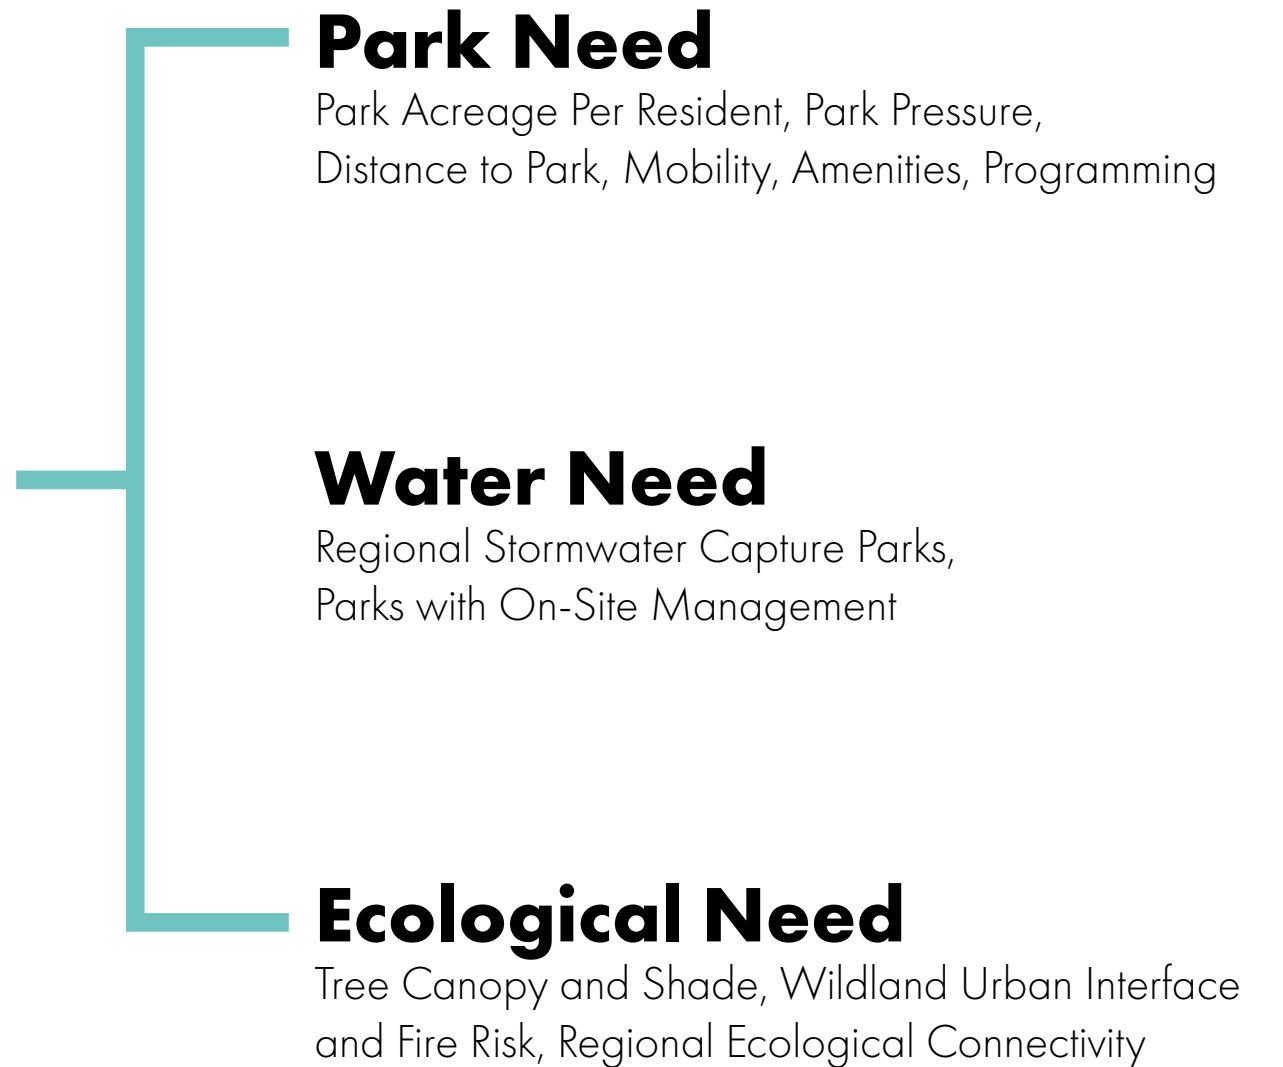 Park Need
Park Acreage Per Resident, Park Pressure,
Distance to Park, Mobility, Amenities, Programming
Water Need
Regional Stormwater Capture Parks,
Parks with On-Site Management
Ecological Need
Tree Canopy and Shade, Wildland Urban Interface
and Fire Risk, Regional Ecological Connectivity